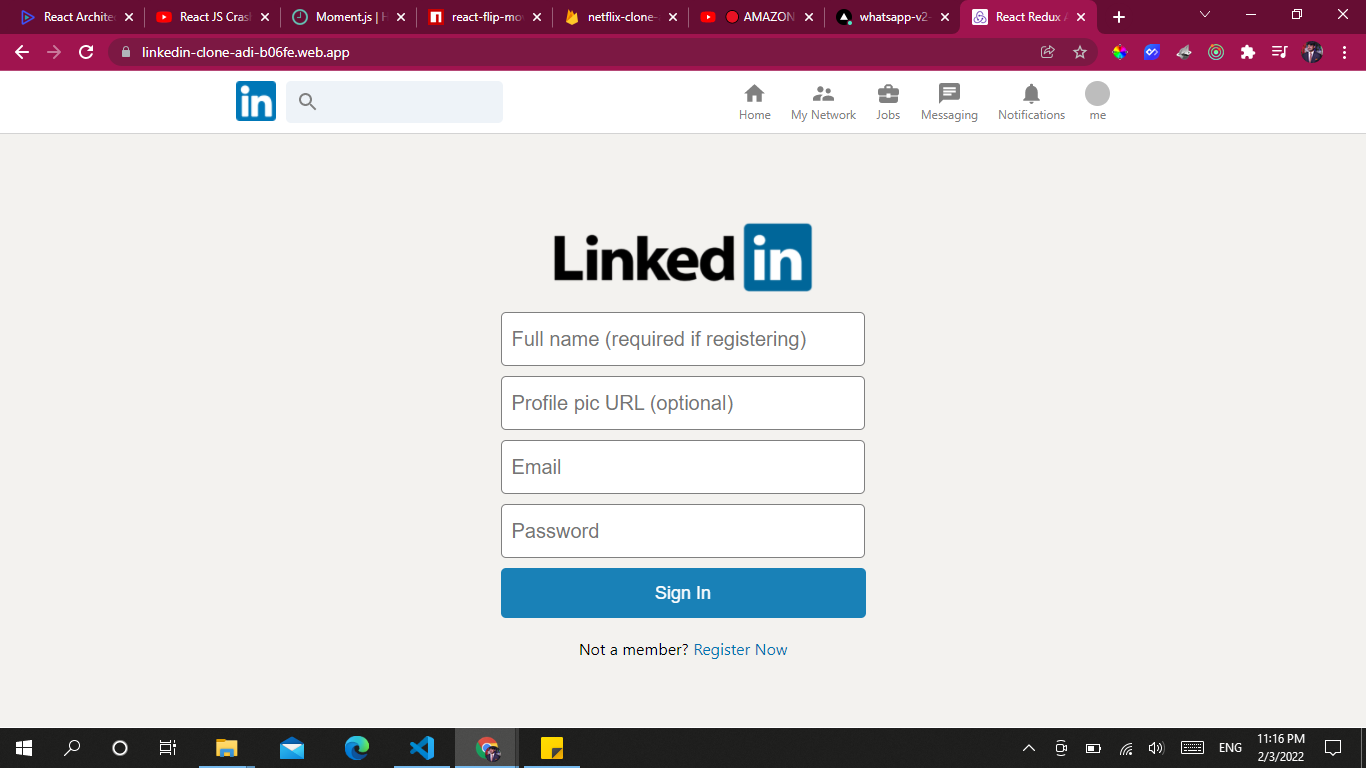 React Archite
React JS Cras
Moment.js | H
react-flip-mo
netflix-clone-
AMAZON
whatsapp-v2-
React Redux A
linkedin-clone-adi-b06fe.web.app
in
Home
My Network
Jobs
Messaging
Notifications
me
Linked in
Full name (required if registering)
Profile pic URL (optional)
Email
Password
Sign In
Not a member? Register Now
ENG
11:16 PM
2/3/2022